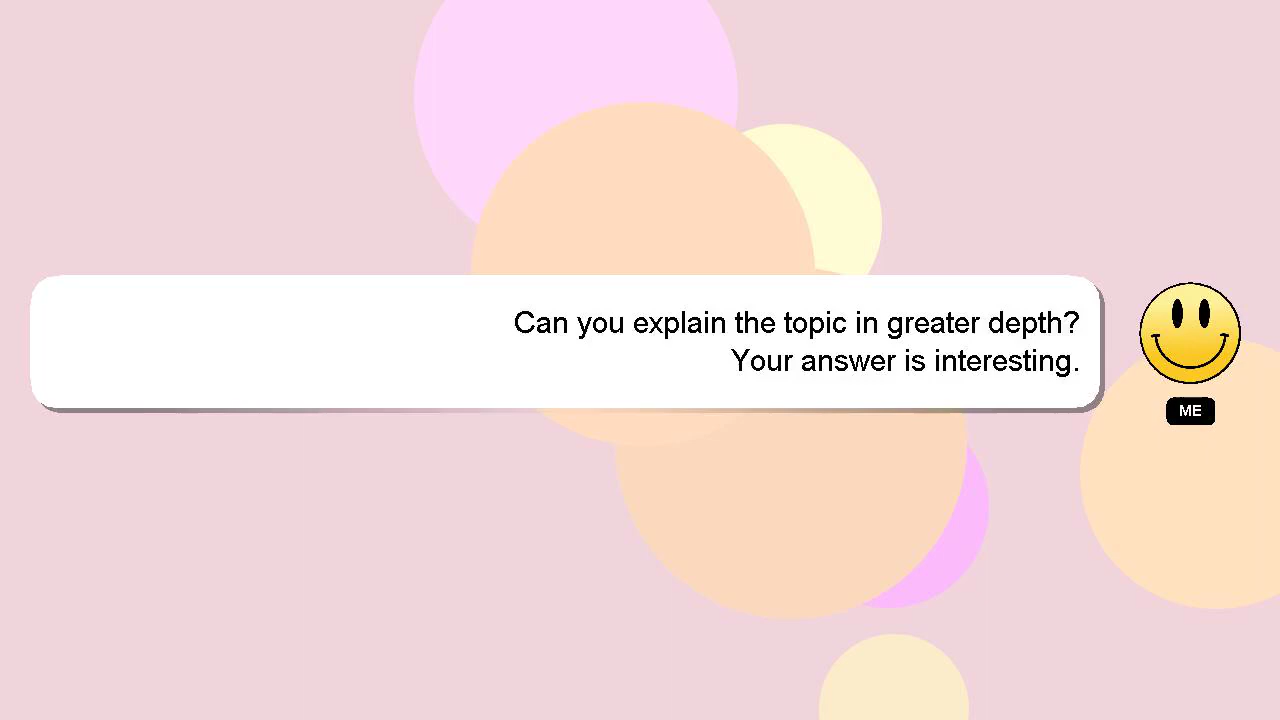 Can you explain the topic in greater depth?
Your answer is interesting.
ME